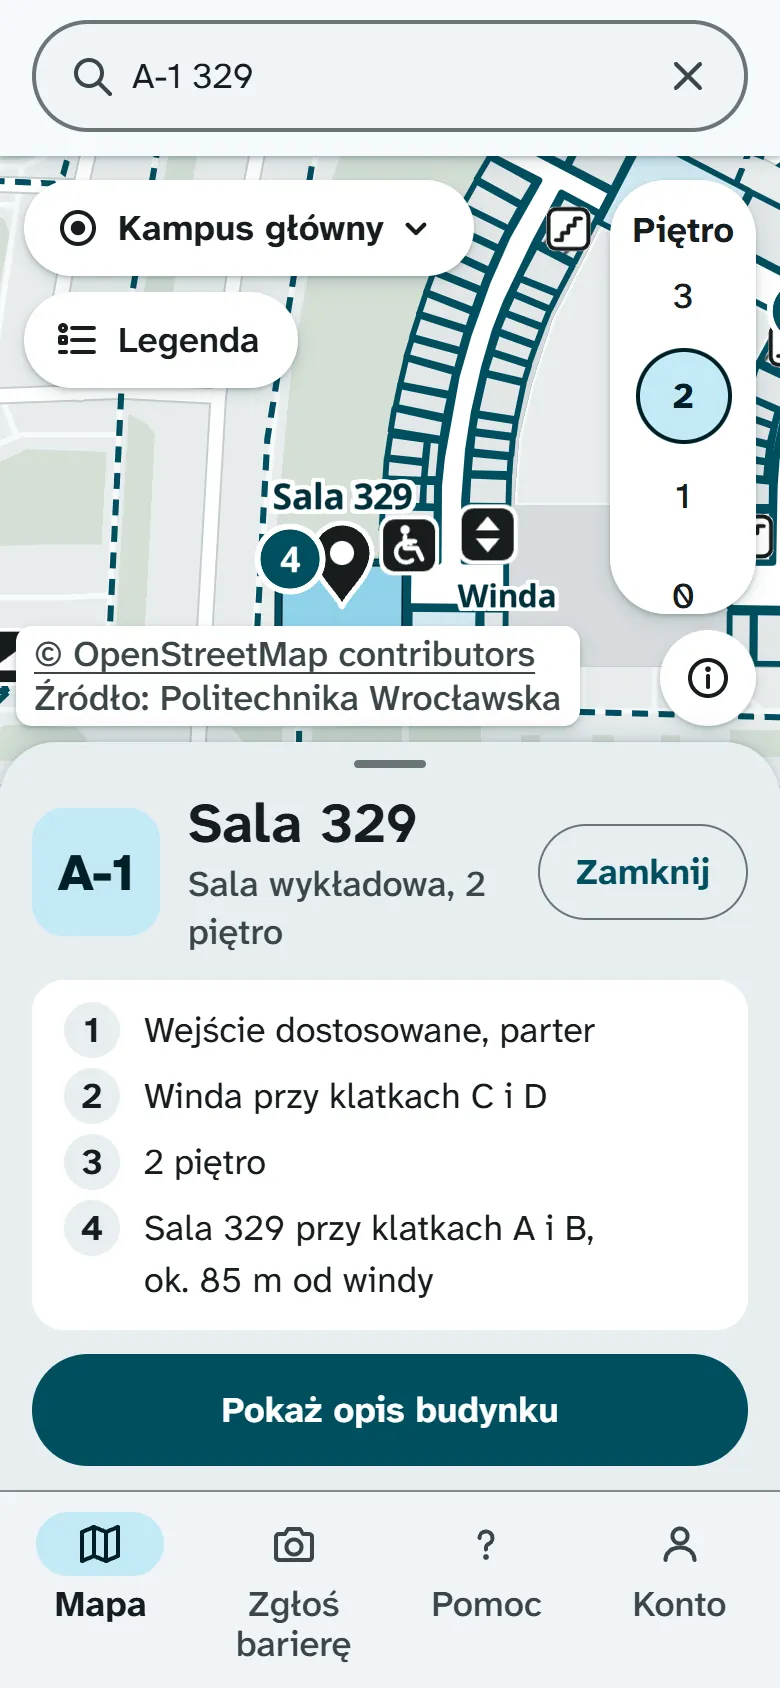 A-1 329
Kampus główny
Legenda
Piętro
3
2
1
0
Sala 329
4
Winda
© OpenStreetMap contributors
Źródło: Politechnika Wrocławska
A-1
Sala 329
Sala wykładowa, 2
piętro
Zamknij
1 Wejście dostosowane, parter
2 Winda przy klatkach C i D
3 2 piętro
4 Sala 329 przy klatkach A i B,
ok. 85 m od windy
Pokaż opis budynku
Mapa
Zgłoś
barierę
Pomoc
Konto